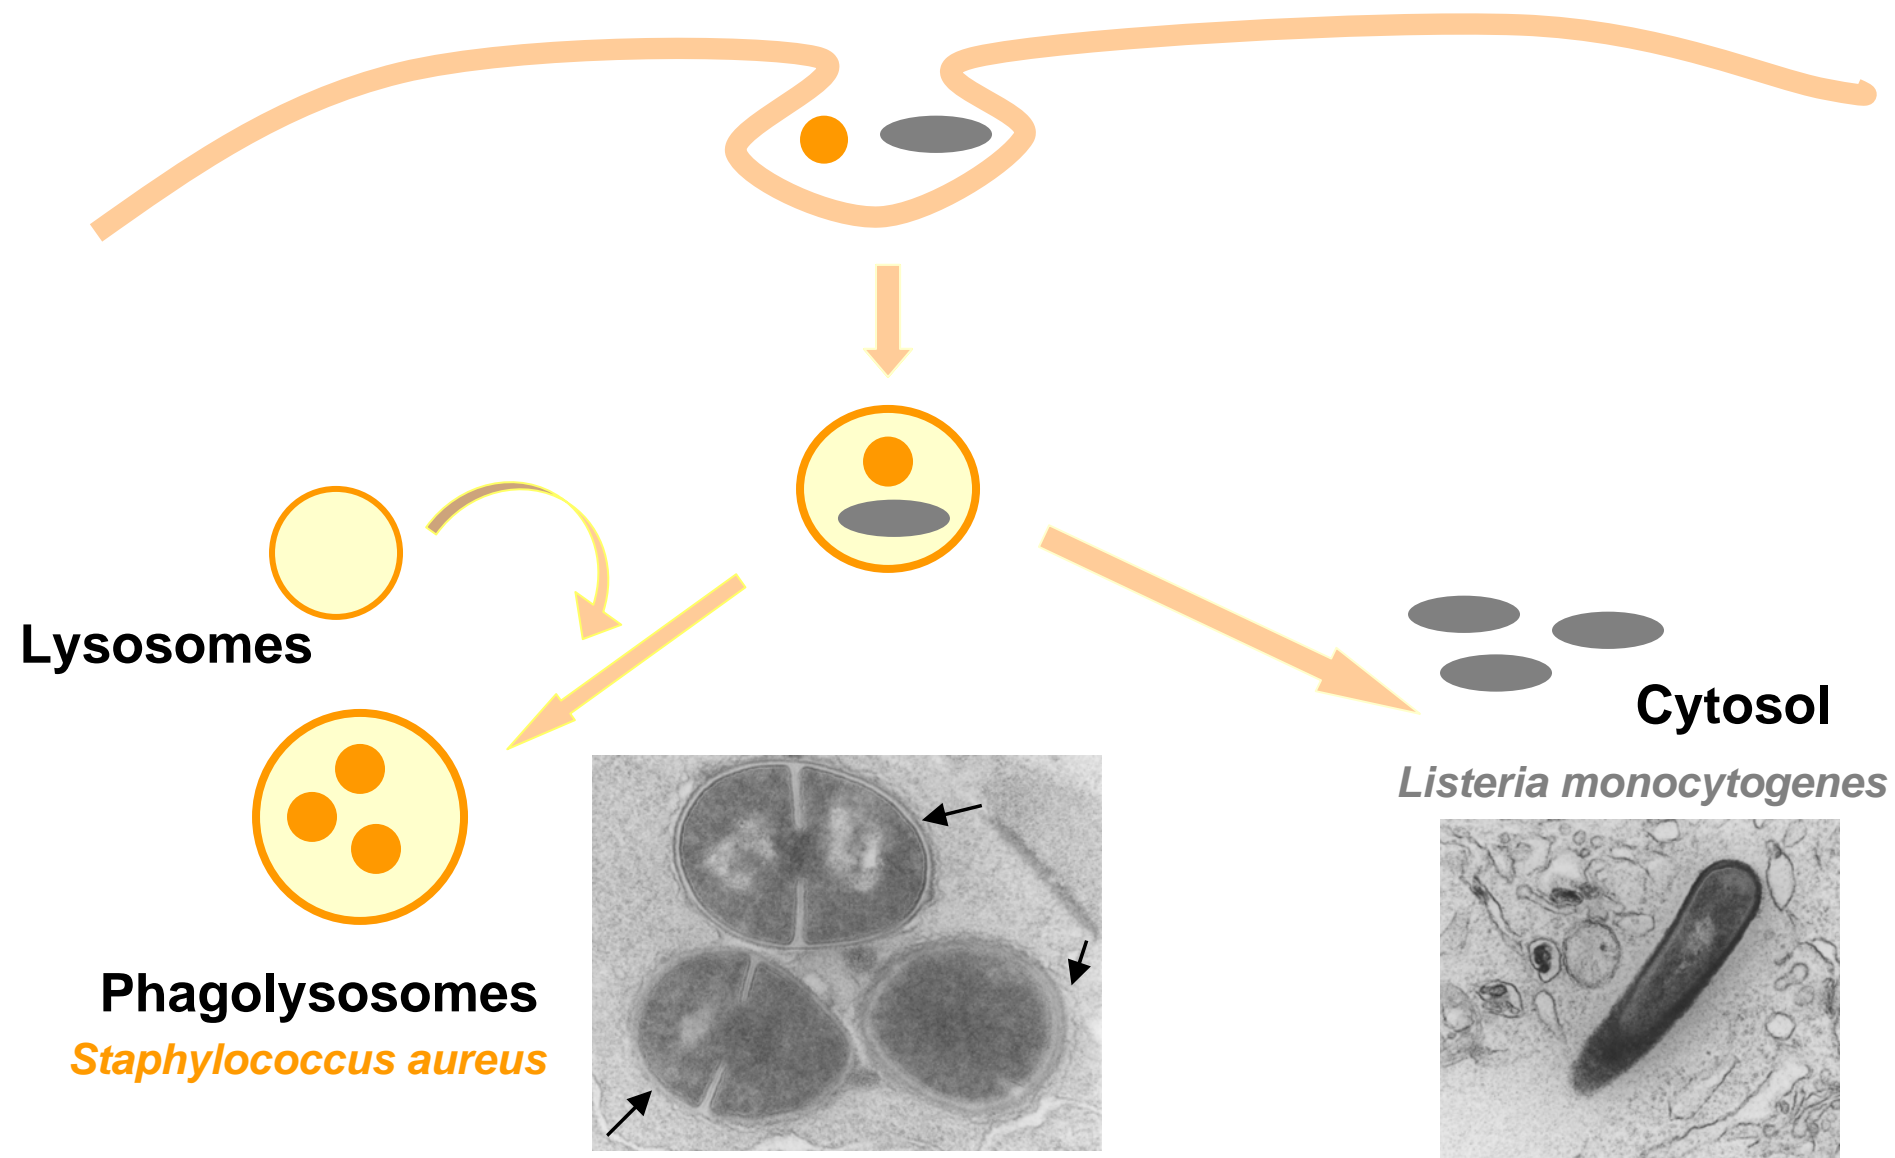 Lysosomes
Cytosol
Listeria monocytogenes
Phagolysosomes
Staphylococcus aureus